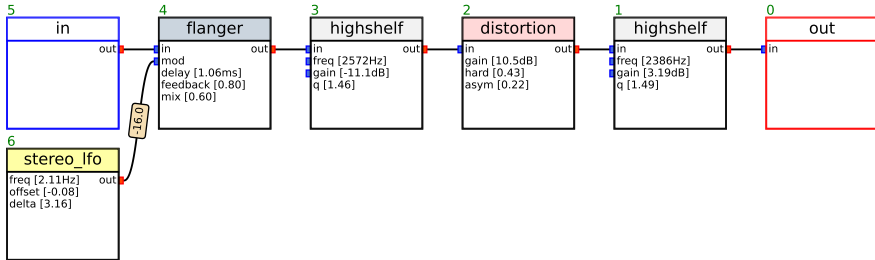 5
in
out
4
flanger
in
out
mod
delay [1.06ms]
feedback [0.80]
mix [0.60]
3
highshelf
in
out
freq [2572Hz]
gain [-11.1dB]
q [1.46]
2
distortion
in
out
gain [10.5dB]
hard [0.43]
asym [0.22]
1
highshelf
in
out
freq [2386Hz]
gain [3.19dB]
q [1.49]
0
out
in
-16.0
6
stereo_lfo
freq [2.11Hz]
out
offset [-0.08]
delta [3.16]